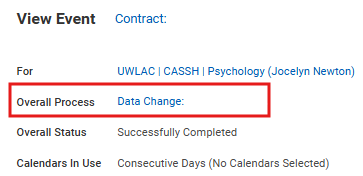 View Event Contract:
For UWLAC | CASSH | Psychology (Jocelyn Newton)
Overall Process Data Change:
Overall Status Successfully Completed
Calendars In Use Consecutive Days (No Calendars Selected)